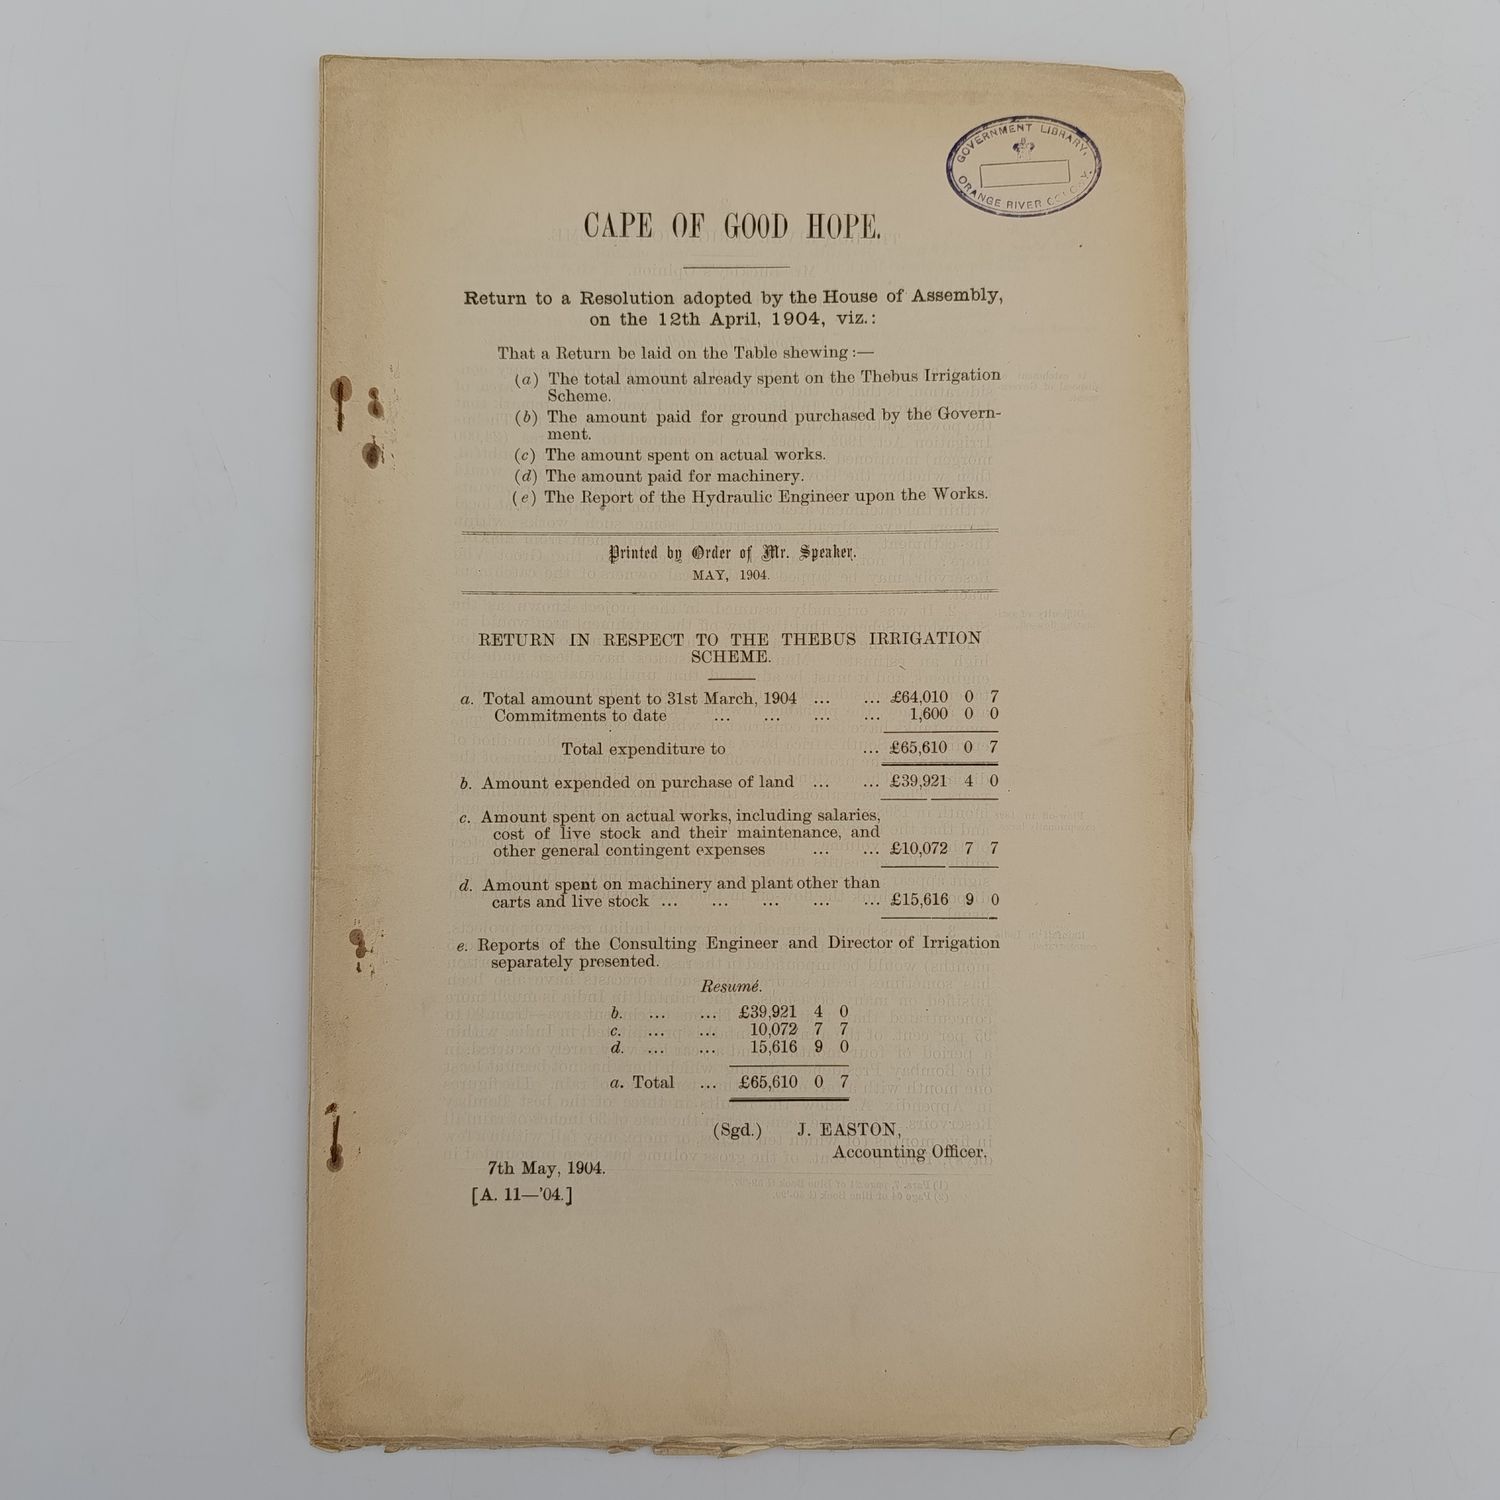 GOVERNMENT LIBRARY,
ORANGE RIVER COLONY.
CAPE OF GOOD HOPE.
Return to a Resolution adopted by the House of Assembly,
on the 12th April, 1904, viz.:
That a Return be laid on the Table shewing:—
(a) The total amount already spent on the Thebus Irrigation
Scheme.
(b) The amount paid for ground purchased by the Govern-
ment.
(c) The amount spent on actual works.
(d) The amount paid for machinery.
(e) The Report of the Hydraulic Engineer upon the Works.
Printed by Order of Mr. Speaker.
MAY, 1904.
RETURN IN RESPECT TO THE THEBUS IRRIGATION
SCHEME.
a. Total amount spent to 31st March, 1904 ... ... £64,010 0 7
Commitments to date ... ... ... ... 1,600 0 0
Total expenditure to ... £65,610 0 7
b. Amount expended on purchase of land ... ... £39,921 4 0
c. Amount spent on actual works, including salaries,
cost of live stock and their maintenance, and
other general contingent expenses ... ... £10,072 7 7
d. Amount spent on machinery and plant other than
carts and live stock ... ... ... ... ... £15,616 9 0
e. Reports of the Consulting Engineer and Director of Irrigation
separately presented.
Resumé.
b. ... ... £39,921 4 0
c. ... ... 10,072 7 7
d. ... ... 15,616 9 0
a. Total ... £65,610 0 7
(Sgd.) J. EASTON,
Accounting Officer.
7th May, 1904.
[A. 11—'04.]